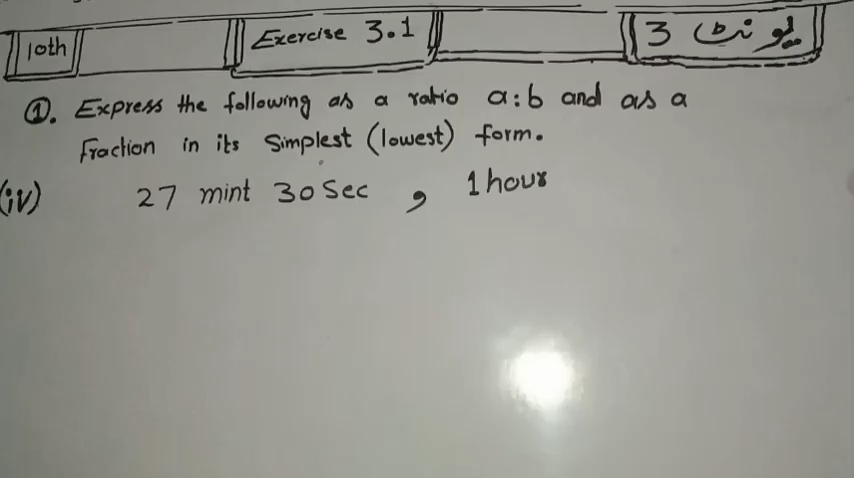 10th Exercise 3.1 یونٹ 3
①. Express the following as a ratio a:b and as a
fraction in its Simplest (lowest) form.
(iv) 27 mint 30 Sec , 1 hour